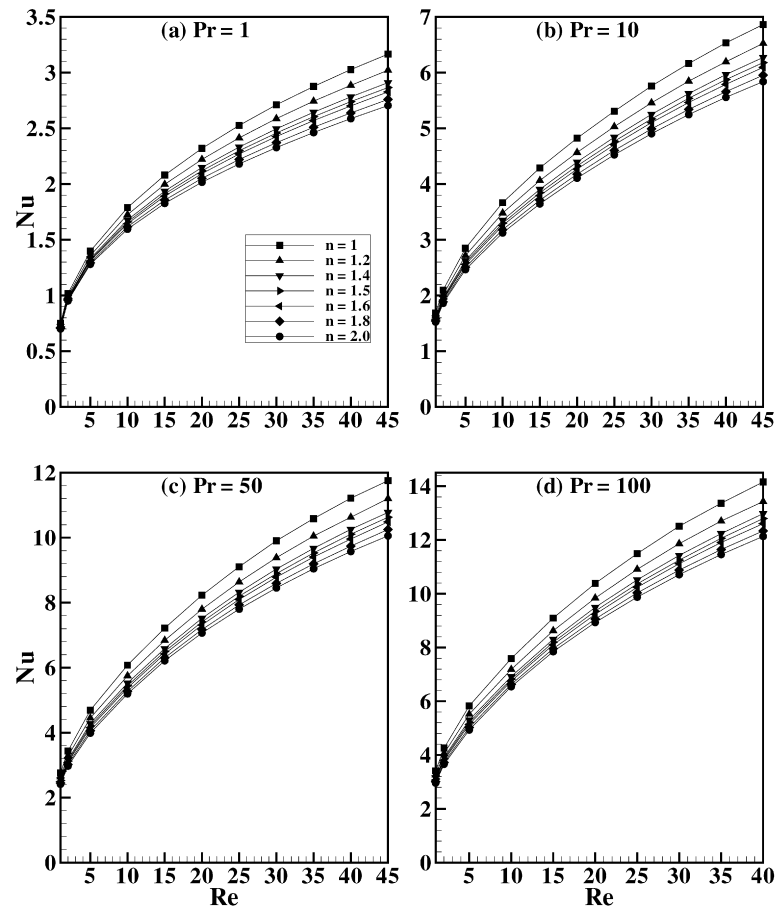 (a) Pr = 1
3.5
3
2.5
2
1.5
1
0.5
0
Nu
n = 1
n = 1.2
n = 1.4
n = 1.5
n = 1.6
n = 1.8
n = 2.0
5 10 15 20 25 30 35 40 45
(b) Pr = 10
7
6
5
4
3
2
1
0
5 10 15 20 25 30 35 40 45
(c) Pr = 50
12
10
8
6
4
2
0
Nu
5 10 15 20 25 30 35 40 45
Re
(d) Pr = 100
14
12
10
8
6
4
2
0
5 10 15 20 25 30 35 40
Re